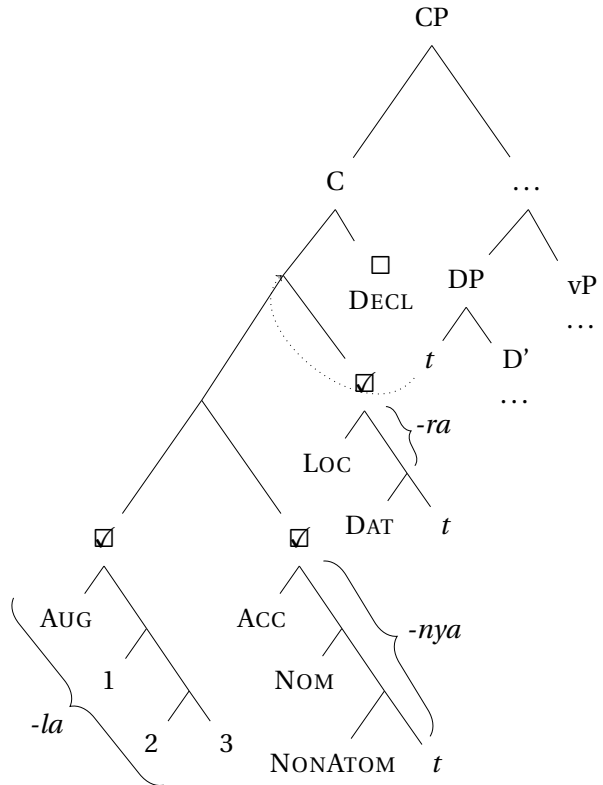 CP
C …
☐
DECL DP vP
…
t D’
…
☑
-ra
LOC
DAT t
☑ ☑
AUG ACC
-nya
1 NOM
-la
2 3
NONATOM t